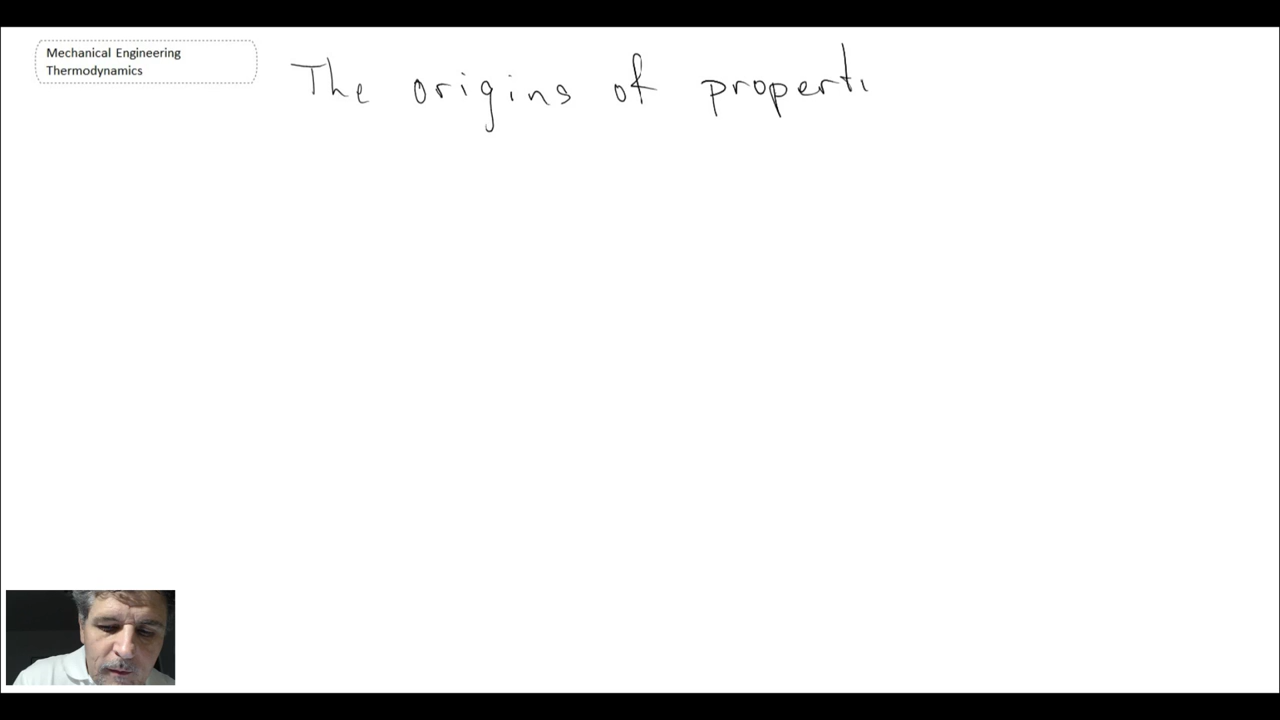 Mechanical Engineering
Thermodynamics
The origins of properti